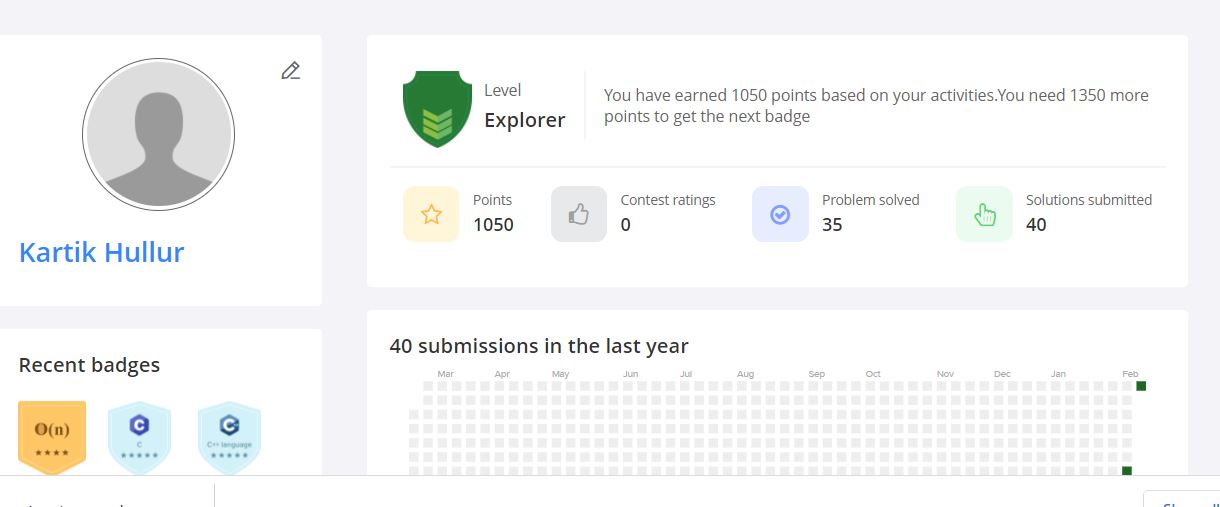 Level
Explorer
You have earned 1050 points based on your activities.You need 1350 more
points to get the next badge
Points
1050
Contest ratings
0
Problem solved
35
Solutions submitted
40
Kartik Hullur
Recent badges
O(n)
C
C
C
C++ language
40 submissions in the last year
Mar Apr May Jun Jul Aug Sep Oct Nov Dec Jan Feb